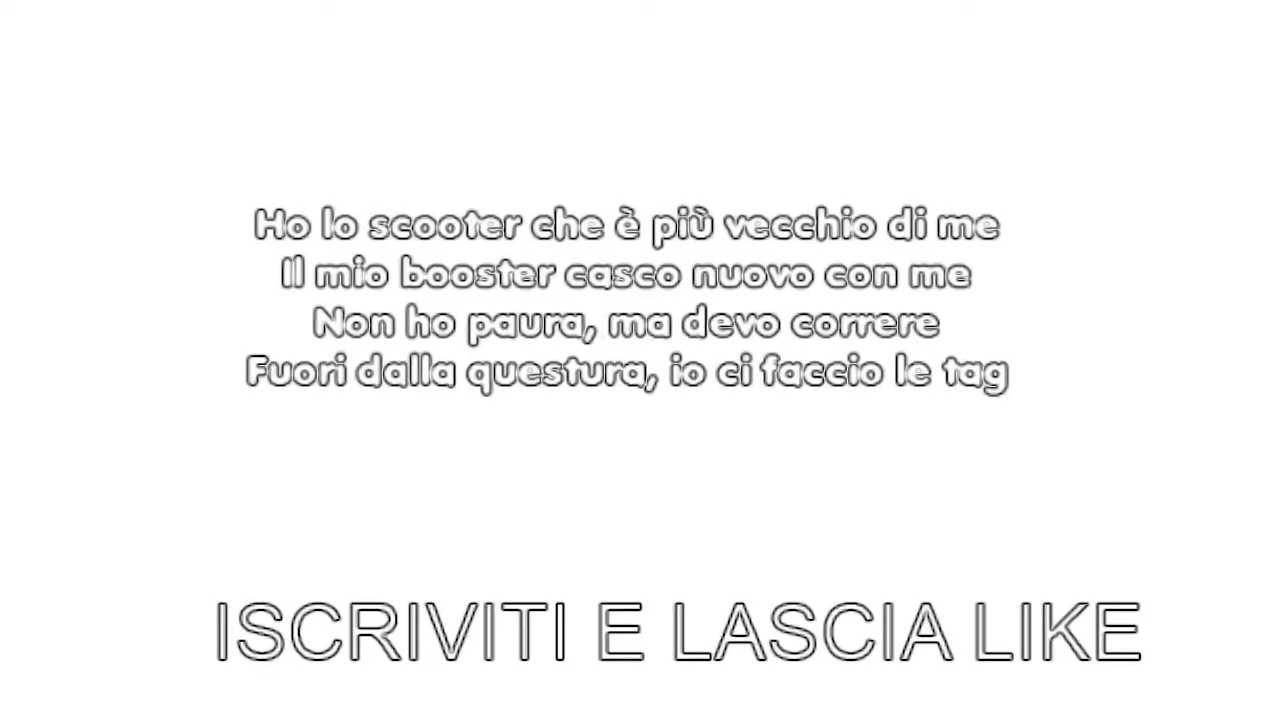 Ho lo scooter che è più vecchio di me
Il mio booster casco nuovo con me
Non ho paura, ma devo correre
Fuori dalla questura, io ci faccio le tag
ISCRIVITI E LASCIA LIKE